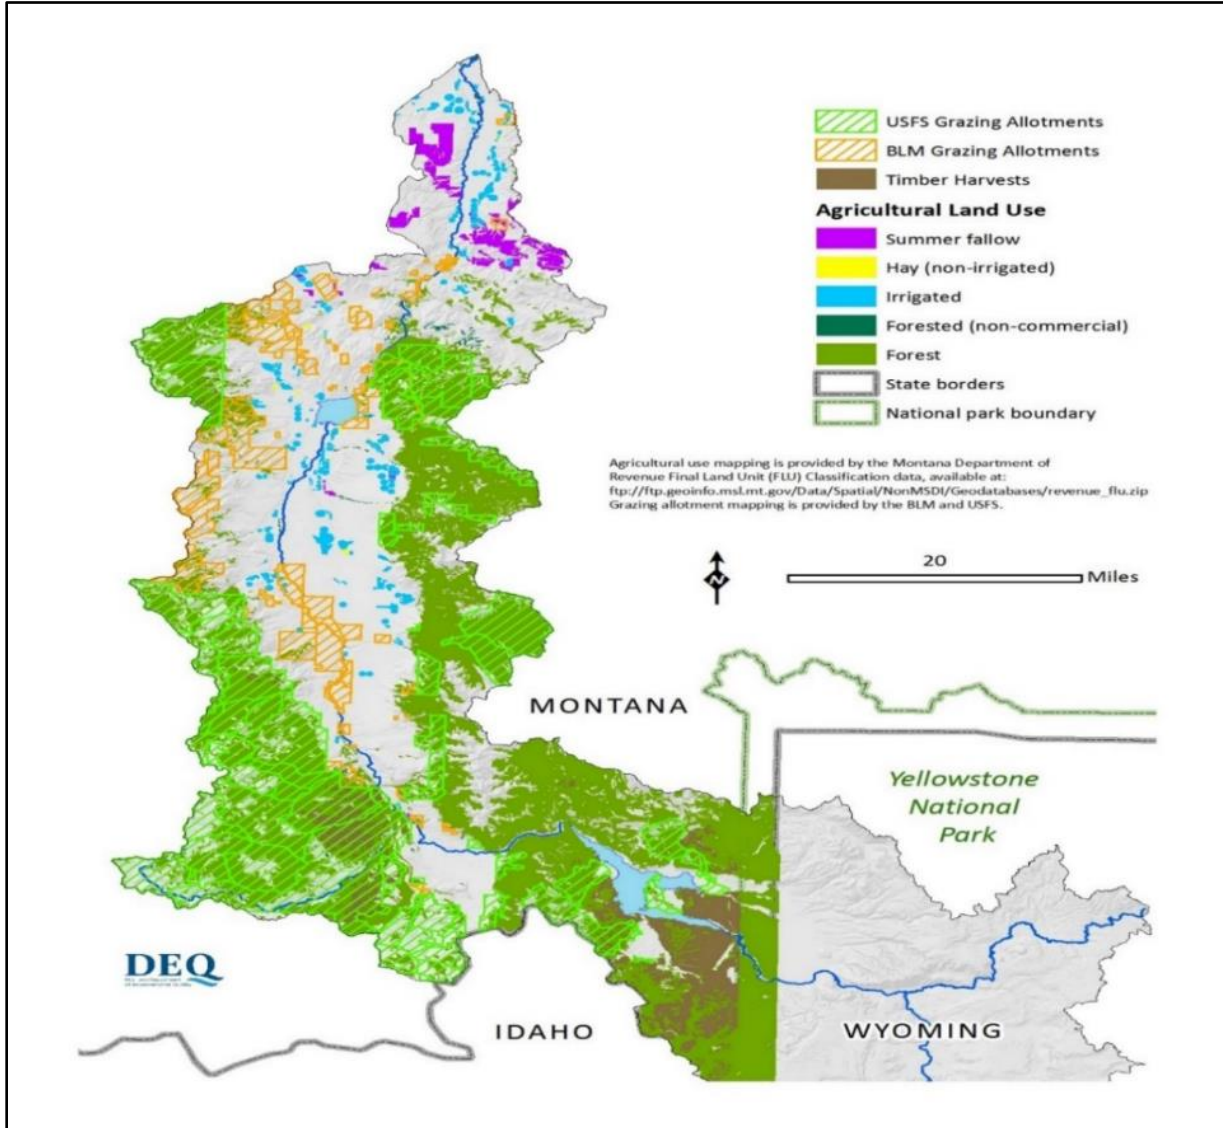 USFS Grazing Allotments
BLM Grazing Allotments
Timber Harvests
Agricultural Land Use
Summer fallow
Hay (non-irrigated)
Irrigated
Forested (non-commercial)
Forest
State borders
National park boundary
Agricultural use mapping is provided by the Montana Department of
Revenue Final Land Unit (FLU) Classification data, available at:
ftp://ftp.geoinfo.msl.mt.gov/Data/Spatial/NonMSDI/Geodatabases/revenue_flu.zip
Grazing allotment mapping is provided by the BLM and USFS.
20
Miles
N
MONTANA
Yellowstone
National
Park
DEQ
IDAHO
WYOMING